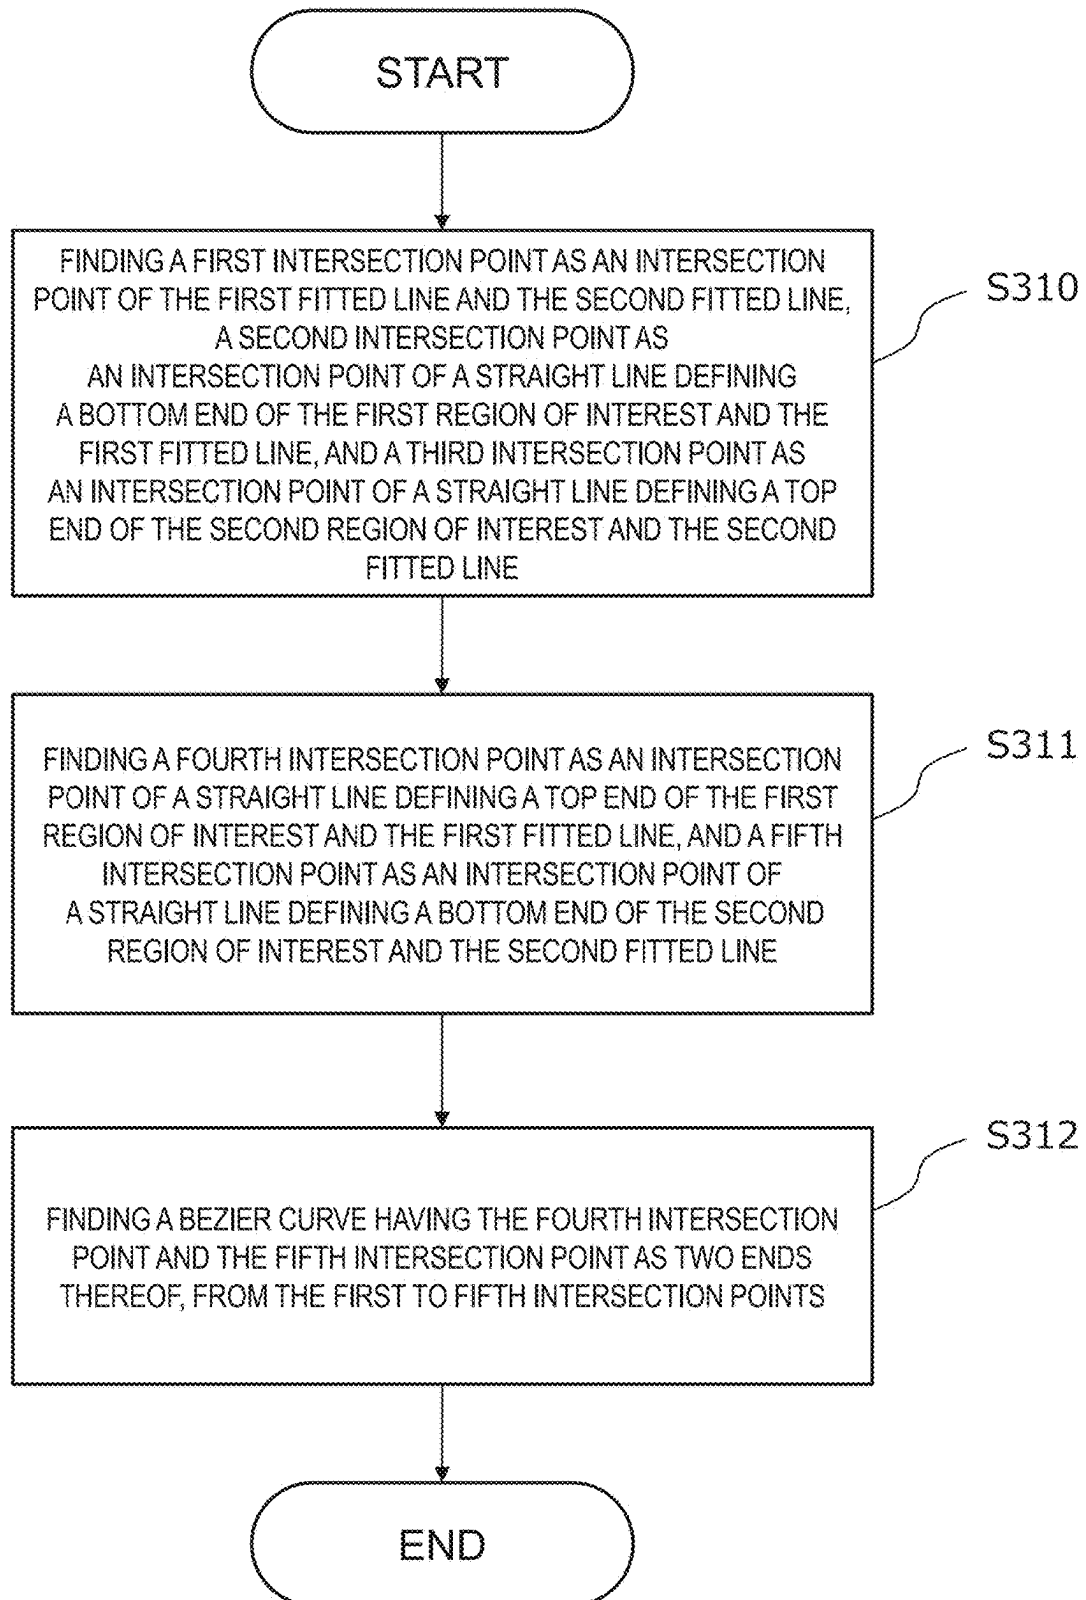 START
FINDING A FIRST INTERSECTION POINT AS AN INTERSECTION
POINT OF THE FIRST FITTED LINE AND THE SECOND FITTED LINE,
A SECOND INTERSECTION POINT AS
AN INTERSECTION POINT OF A STRAIGHT LINE DEFINING
A BOTTOM END OF THE FIRST REGION OF INTEREST AND THE
FIRST FITTED LINE, AND A THIRD INTERSECTION POINT AS
AN INTERSECTION POINT OF A STRAIGHT LINE DEFINING A TOP
END OF THE SECOND REGION OF INTEREST AND THE SECOND
FITTED LINE
S310
FINDING A FOURTH INTERSECTION POINT AS AN INTERSECTION
POINT OF A STRAIGHT LINE DEFINING A TOP END OF THE FIRST
REGION OF INTEREST AND THE FIRST FITTED LINE, AND A FIFTH
INTERSECTION POINT AS AN INTERSECTION POINT OF
A STRAIGHT LINE DEFINING A BOTTOM END OF THE SECOND
REGION OF INTEREST AND THE SECOND FITTED LINE
S311
FINDING A BEZIER CURVE HAVING THE FOURTH INTERSECTION
POINT AND THE FIFTH INTERSECTION POINT AS TWO ENDS
THEREOF, FROM THE FIRST TO FIFTH INTERSECTION POINTS
S312
END